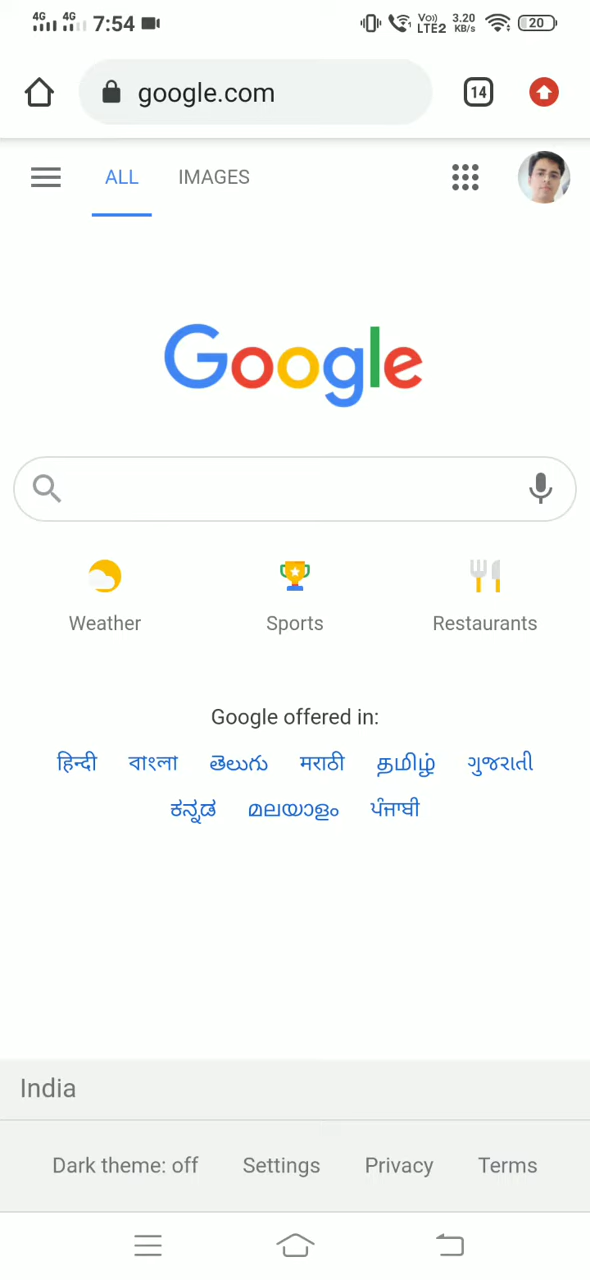 4G 4G 7:54 Vo) LTE2 3.20 KB/s 20
google.com 14
ALL IMAGES
Google
Weather Sports Restaurants
Google offered in:
हिन्दी বাংলা తెలుగు मराठी தமிழ் ગુજરાતી
ಕನ್ನಡ മലയാളം ਪੰਜਾਬੀ
India
Dark theme: off Settings Privacy Terms